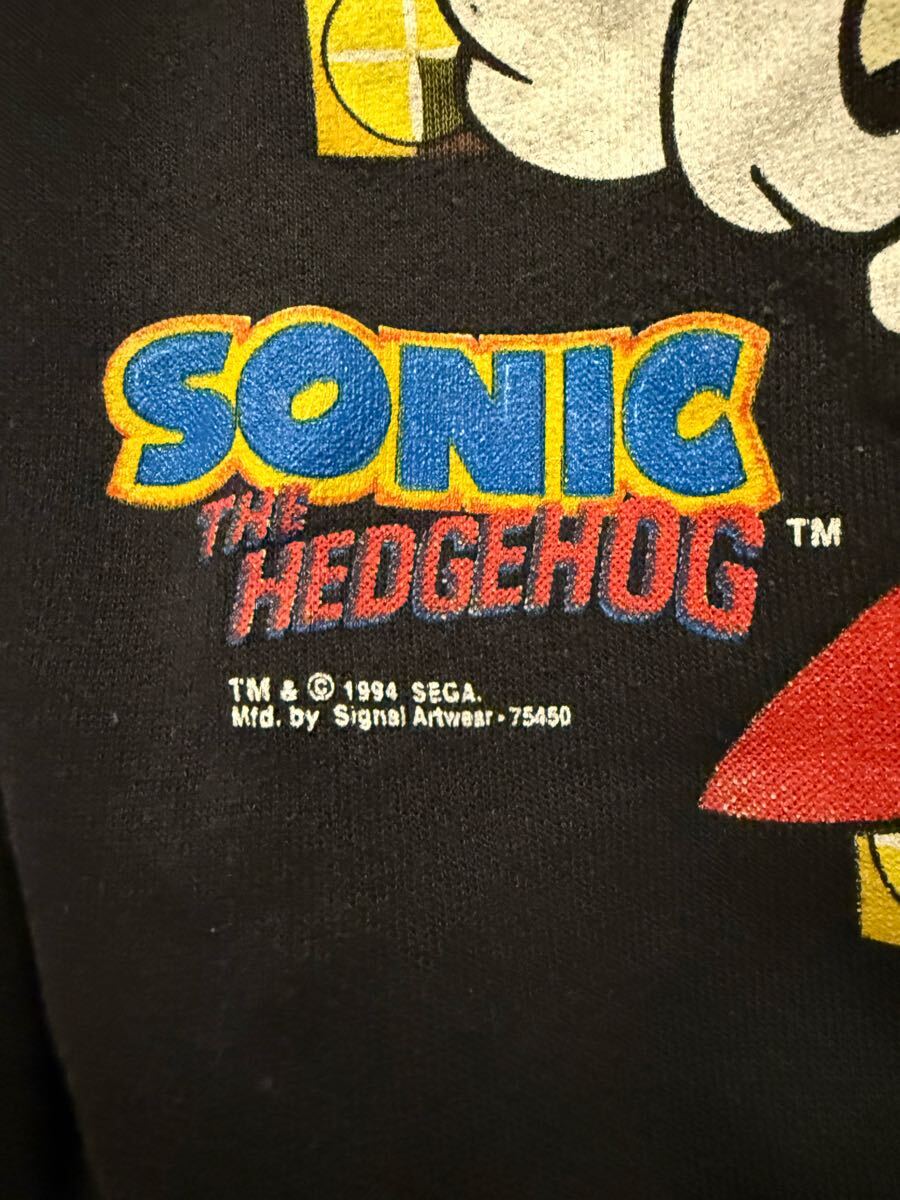 SONIC
THE
HEDGEHOG TM
TM & © 1994 SEGA.
Mfd. by Signal Artwear • 75450